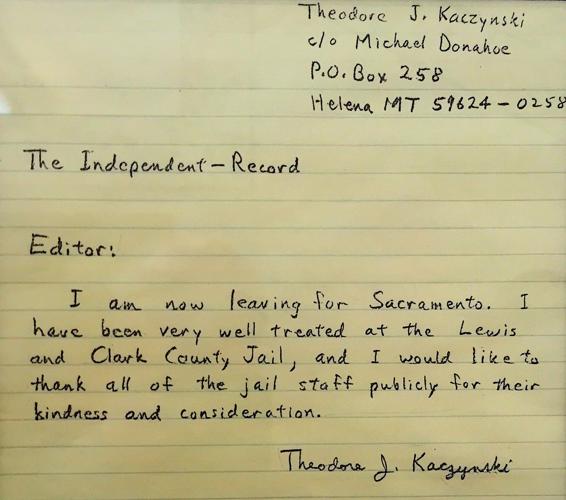 Theodore J. Kaczynski
c/o Michael Donahoe
P.O. Box 258
Helena MT 59624-0258
The Independent-Record
Editor:
I am now leaving for Sacramento. I
have been very well treated at the Lewis
and Clark County Jail, and I would like to
thank all of the jail staff publicly for their
kindness and consideration.
Theodore J. Kaczynski